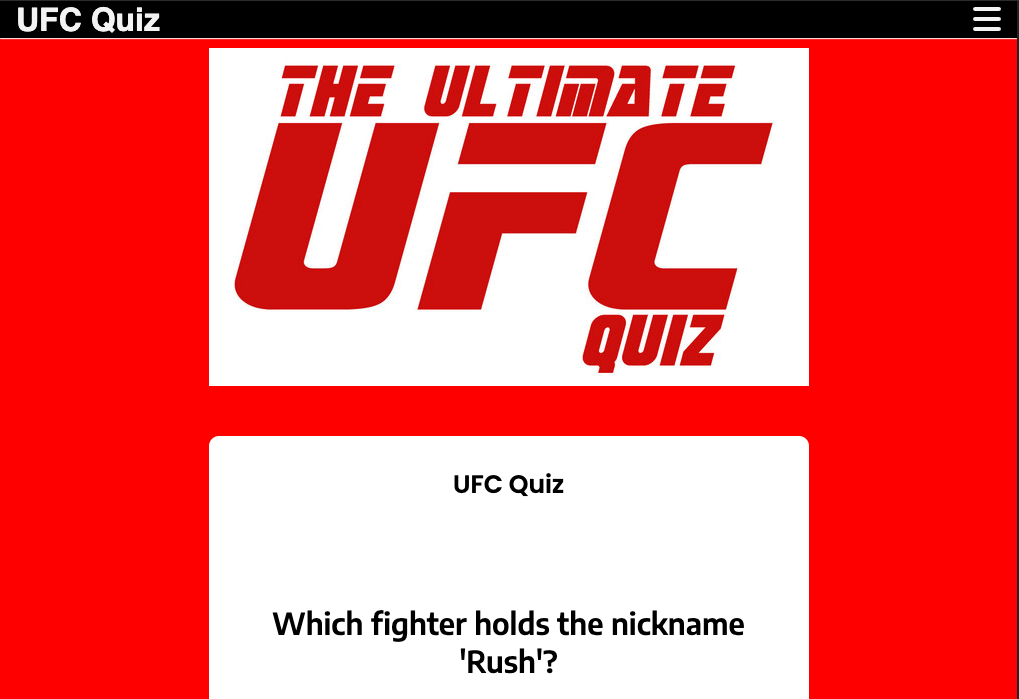 UFC Quiz
THE ULTIMATE
UFC
QUIZ
UFC Quiz
Which fighter holds the nickname
'Rush'?